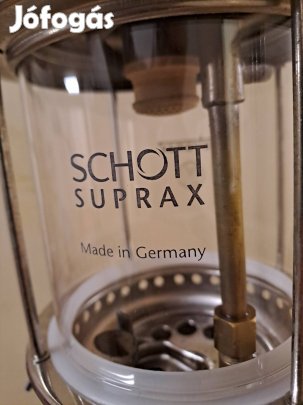 Jófogás
SCHOTT
SUPRAX
Made in Germany